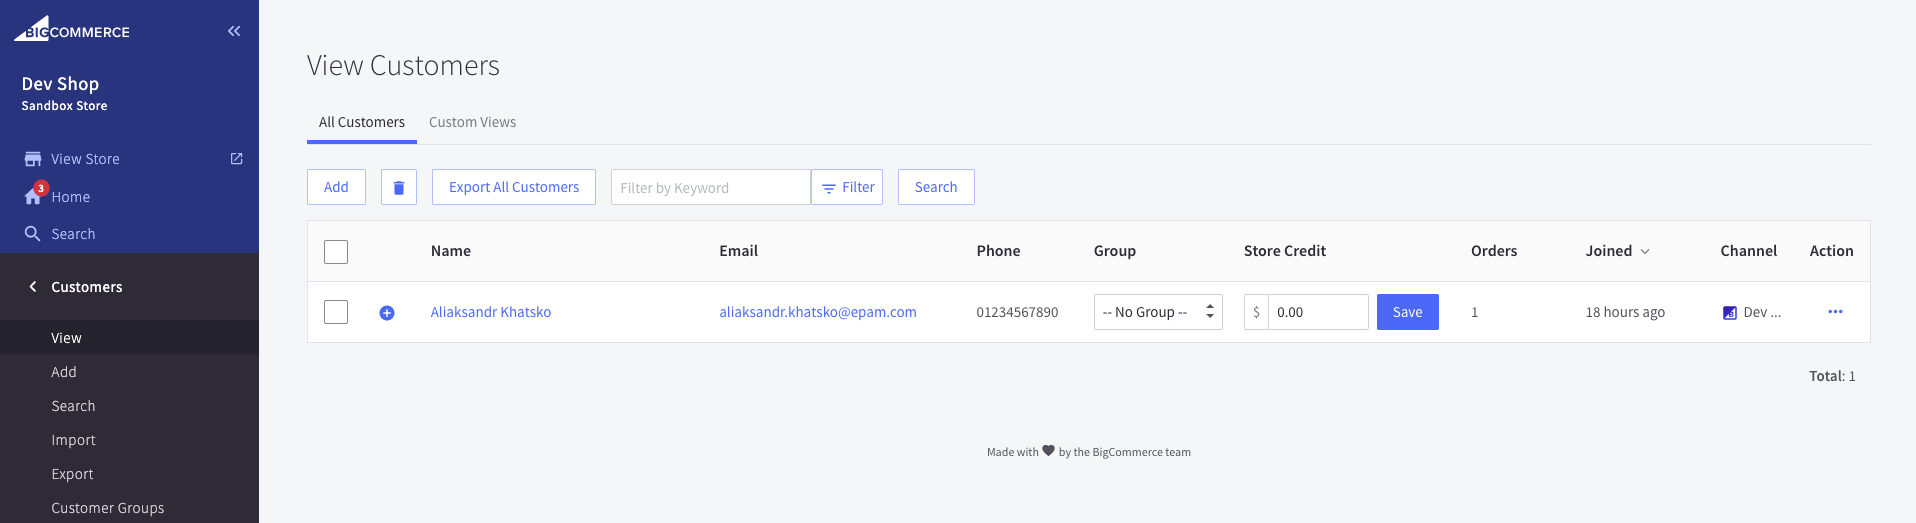 BIGCOMMERCE
Dev Shop
Sandbox Store
View Store
3
Home
Search
Customers
View
Add
Search
Import
Export
Customer Groups
View Customers
All Customers Custom Views
Add Export All Customers Filter by Keyword Filter Search
Name Email Phone Group Store Credit Orders Joined Channel Action
Aliaksandr Khatsko aliaksandr.khatsko@epam.com 01234567890 -- No Group -- $ 0.00 Save 1 18 hours ago Dev ... 
Total: 1
Made with by the BigCommerce team